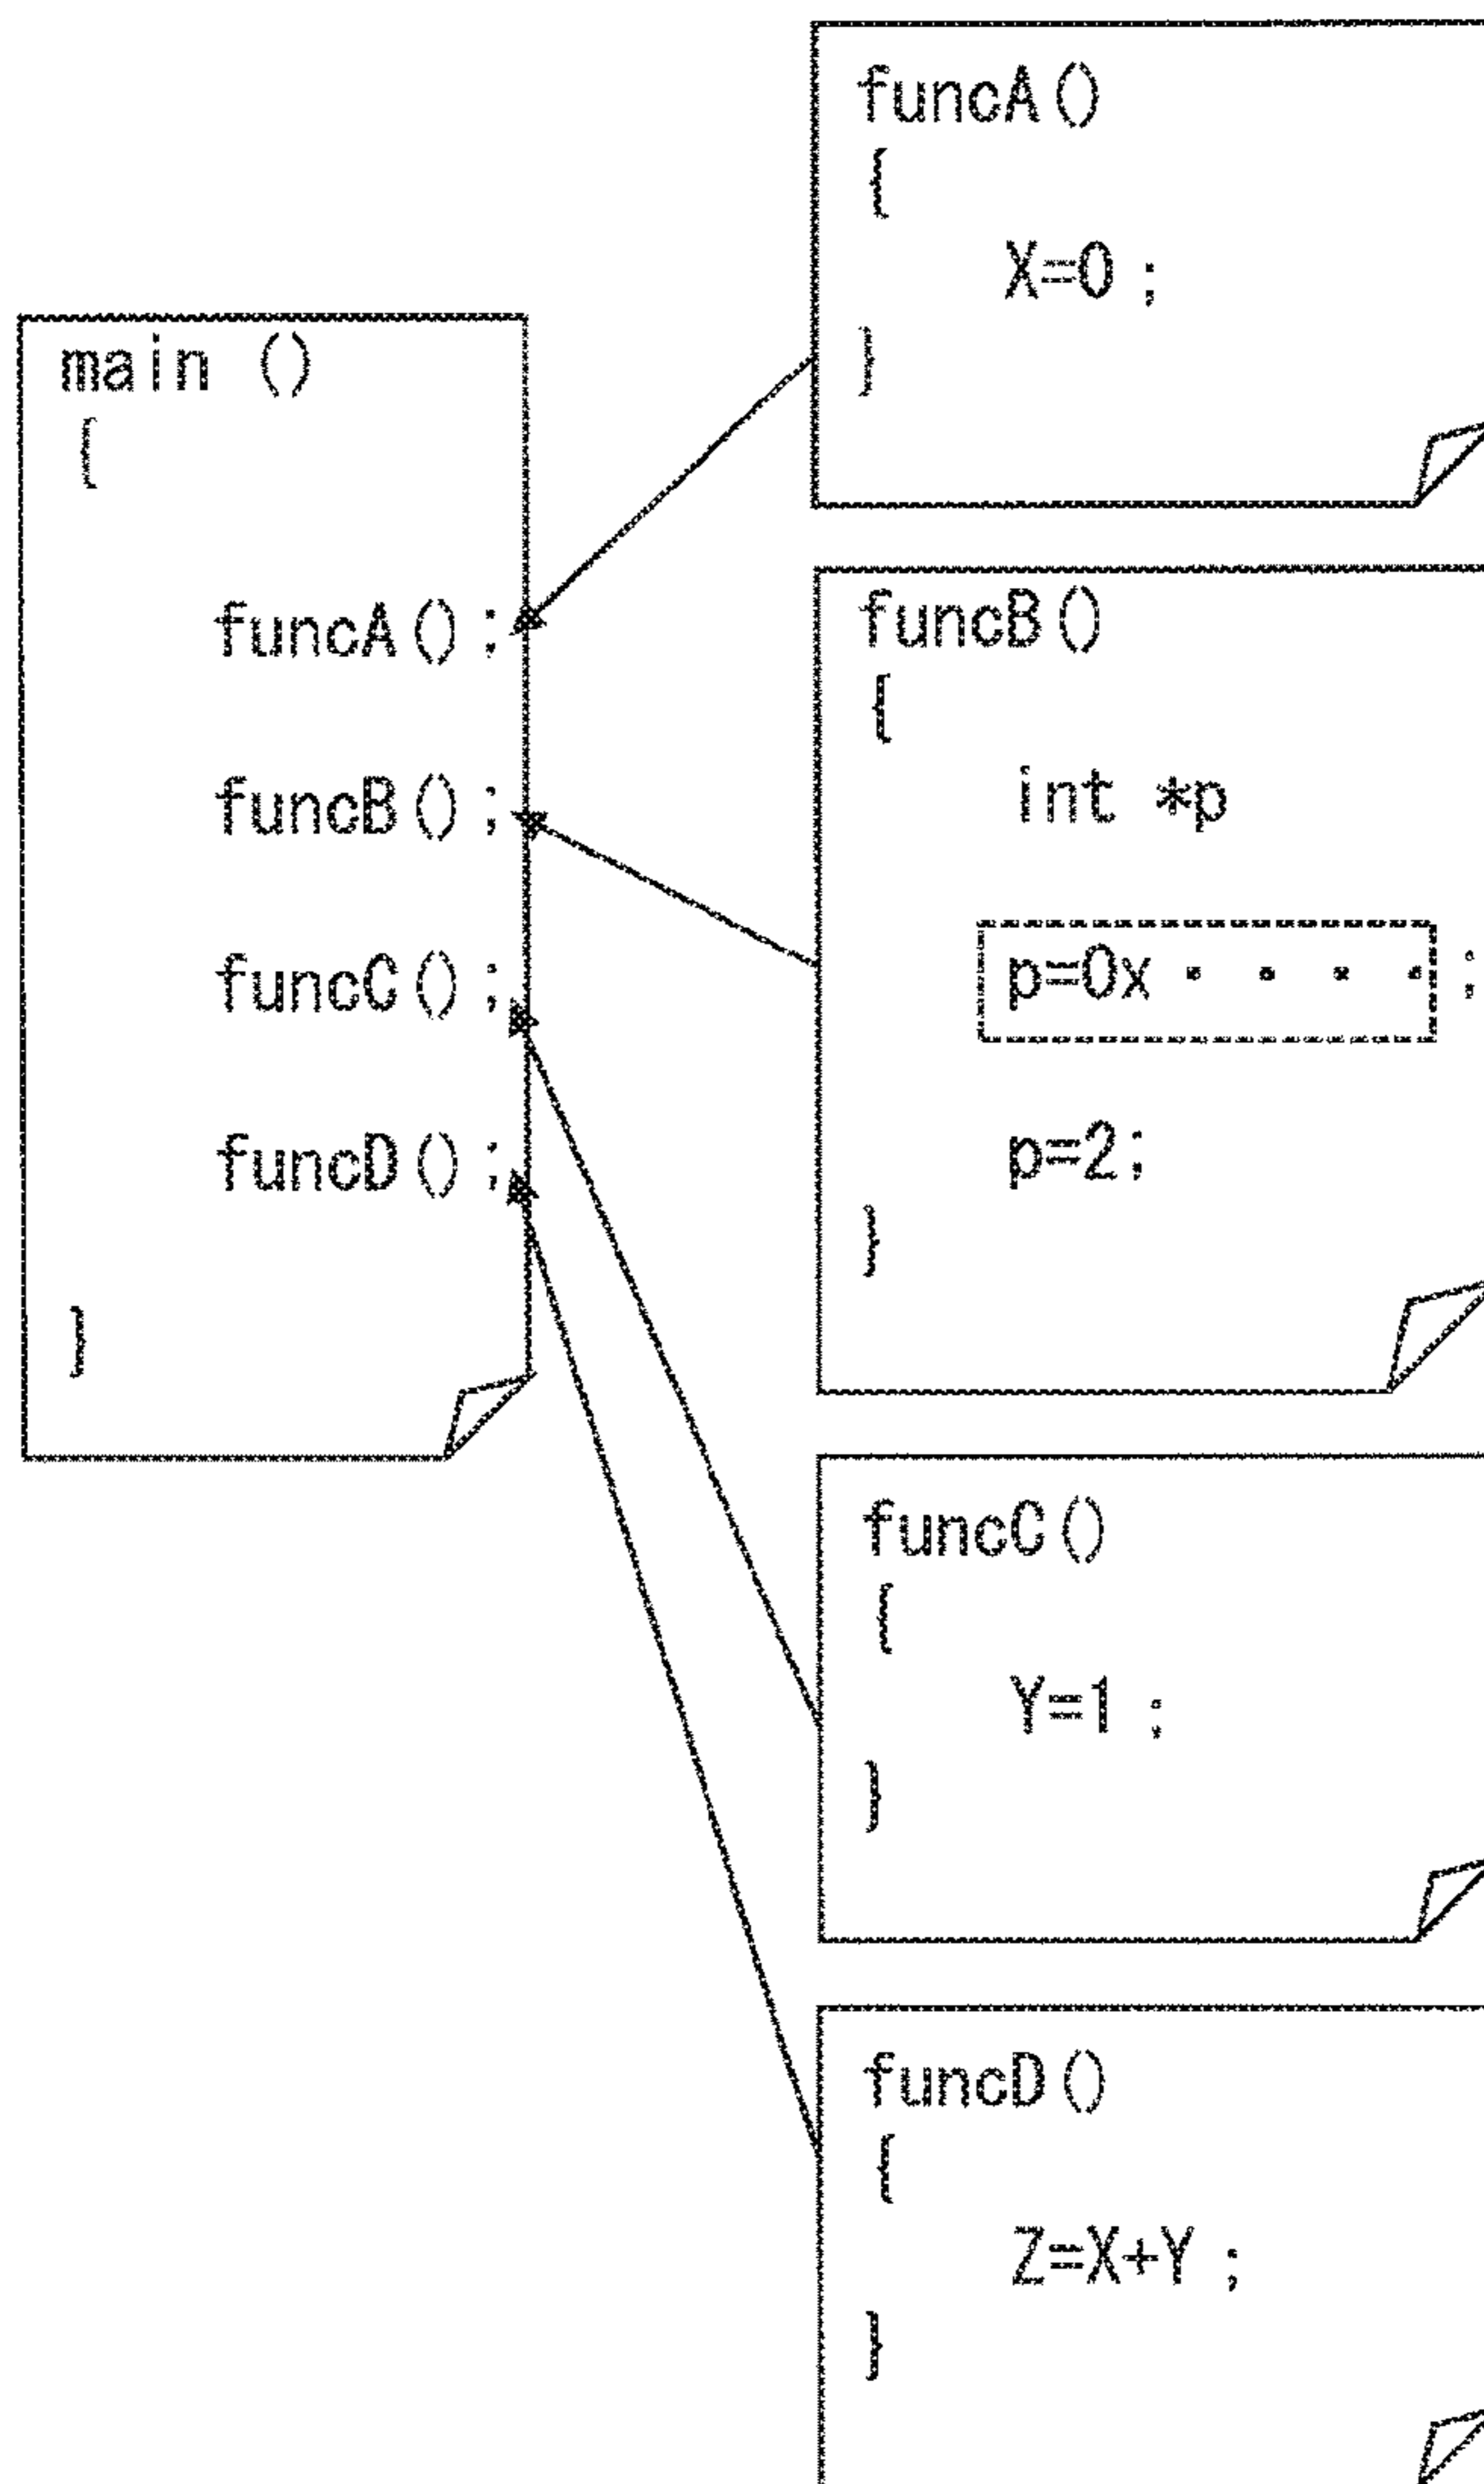 main ()
{
funcA();
funcB();
funcC();
funcD();
}
funcA()
{
X=0 ;
}
funcB()
{
int *p
p=0x・・・・;
p=2;
}
funcC()
{
Y=1 ;
}
funcD()
{
Z=X+Y ;
}